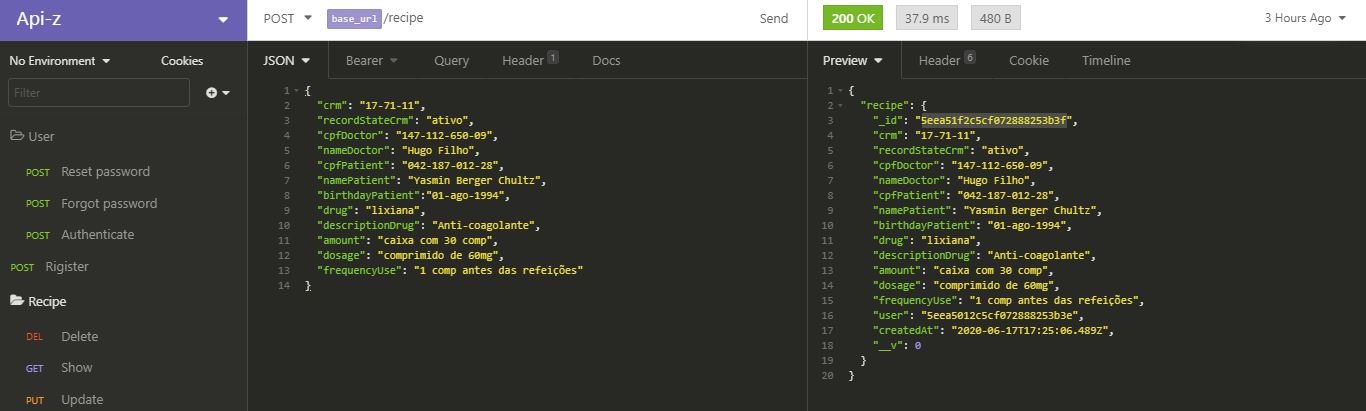 Api-z
POST base_url /recipe Send
200 OK 37.9 ms 480 B 3 Hours Ago
No Environment Cookies
JSON Bearer Query Header 1 Docs
Preview Header 6 Cookie Timeline
Filter
User
POST Reset password
POST Forgot password
POST Authenticate
POST Rigister
Recipe
DEL Delete
GET Show
PUT Update
1 {
2 "crm": "17-71-11",
3 "recordStateCrm": "ativo",
4 "cpfDoctor": "147-112-650-09",
5 "nameDoctor": "Hugo Filho",
6 "cpfPatient": "042-187-012-28",
7 "namePatient": "Yasmin Berger Chultz",
8 "birthdayPatient":"01-ago-1994",
9 "drug": "lixiana",
10 "descriptionDrug": "Anti-coagolante",
11 "amount": "caixa com 30 comp",
12 "dosage": "comprimido de 60mg",
13 "frequencyUse": "1 comp antes das refeições"
14 }
1 {
2 "recipe": {
3 "_id": "5eea51f2c5cf072888253b3f",
4 "crm": "17-71-11",
5 "recordStateCrm": "ativo",
6 "cpfDoctor": "147-112-650-09",
7 "nameDoctor": "Hugo Filho",
8 "cpfPatient": "042-187-012-28",
9 "namePatient": "Yasmin Berger Chultz",
10 "birthdayPatient": "01-ago-1994",
11 "drug": "lixiana",
12 "descriptionDrug": "Anti-coagolante",
13 "amount": "caixa com 30 comp",
14 "dosage": "comprimido de 60mg",
15 "frequencyUse": "1 comp antes das refeições",
16 "user": "5eea5012c5cf072888253b3e",
17 "createdAt": "2020-06-17T17:25:06.489Z",
18 "__v": 0
19 }
20 }